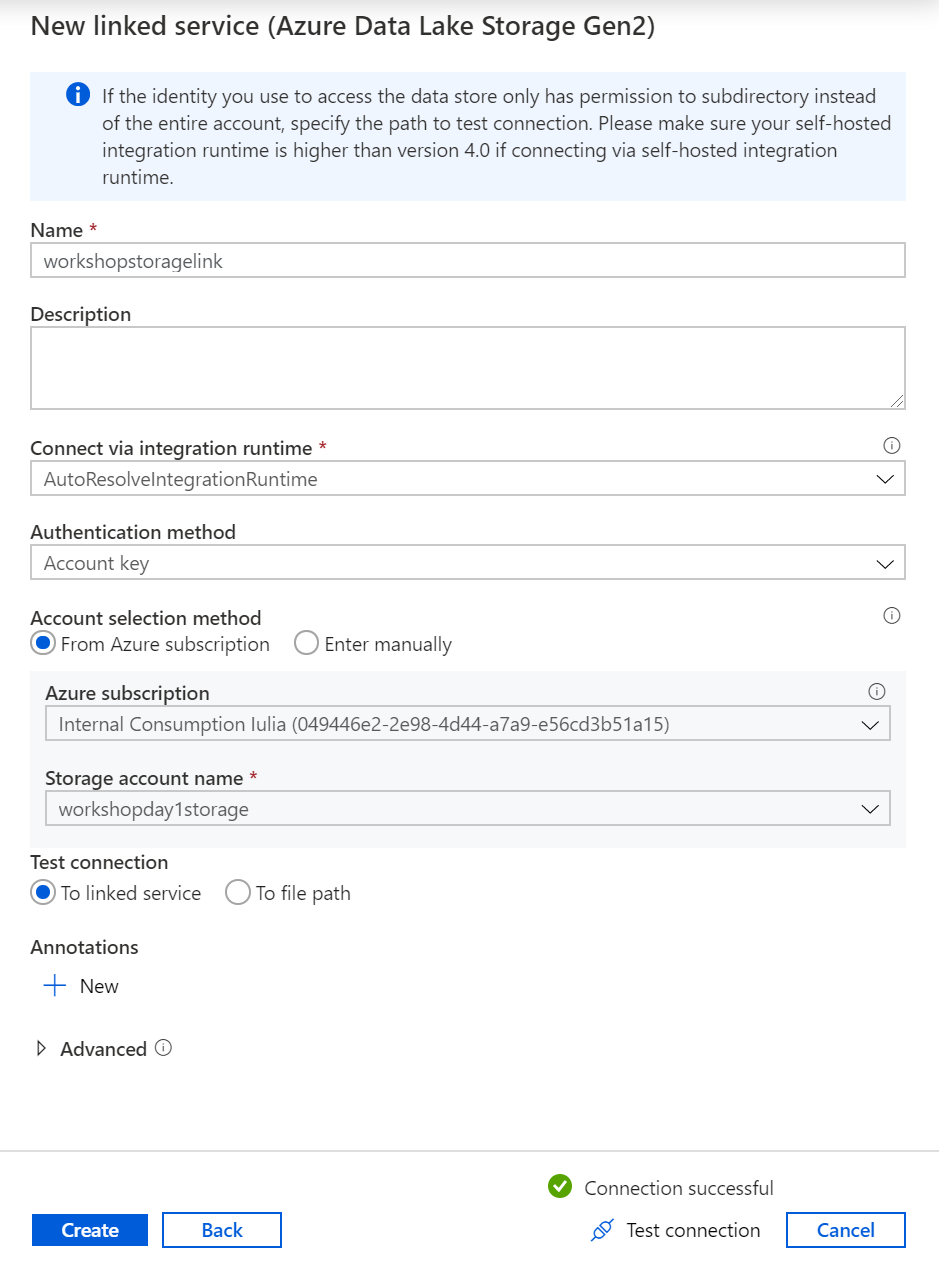 New linked service (Azure Data Lake Storage Gen2)
If the identity you use to access the data store only has permission to subdirectory instead
of the entire account, specify the path to test connection. Please make sure your self-hosted
integration runtime is higher than version 4.0 if connecting via self-hosted integration
runtime.
Name *
workshopstoragelink
Description
Connect via integration runtime *
AutoResolveIntegrationRuntime
Authentication method
Account key
Account selection method
From Azure subscription Enter manually
Azure subscription
Internal Consumption Iulia (049446e2-2e98-4d44-a7a9-e56cd3b51a15)
Storage account name *
workshopday1storage
Test connection
To linked service To file path
Annotations
New
Advanced
Connection successful
Create Back Test connection Cancel